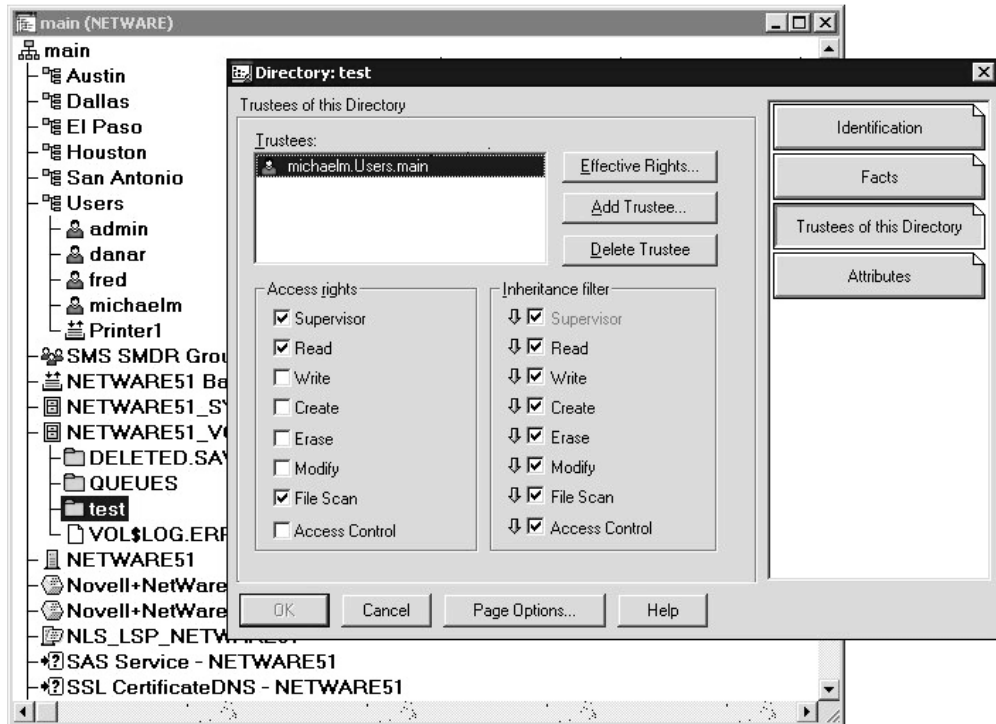 main (NETWARE)
main
Austin
Dallas
El Paso
Houston
San Antonio
Users
admin
danar
fred
michaelm
Printer1
SMS SMDR Grou
NETWARE51 Ba
NETWARE51_SY
NETWARE51_VO
DELETED.SAV
QUEUES
test
VOL$LOG.ERR
NETWARE51
Novell+NetWare
Novell+NetWare
NLS_LSP_NETWARE51
SAS Service - NETWARE51
SSL CertificateDNS - NETWARE51
Directory: test
Trustees of this Directory
Trustees:
michaelm.Users.main
Effective Rights...
Add Trustee...
Delete Trustee
Access rights
Supervisor
Read
Write
Create
Erase
Modify
File Scan
Access Control
Inheritance filter
Supervisor
Read
Write
Create
Erase
Modify
File Scan
Access Control
OK
Cancel
Page Options...
Help
Identification
Facts
Trustees of this Directory
Attributes